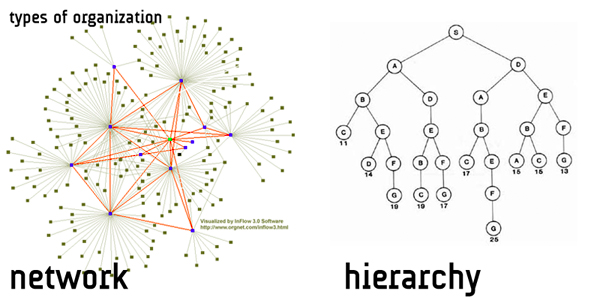 types of organization
S
A D
B D A E
C E E B B F
11
D F B F C E A C G
14 17 15 15 13
G C G F
19 19 17
G
25
Visualized by InFlow 3.0 Software
http://www.orgnet.com/inflow3.html
network hierarchy